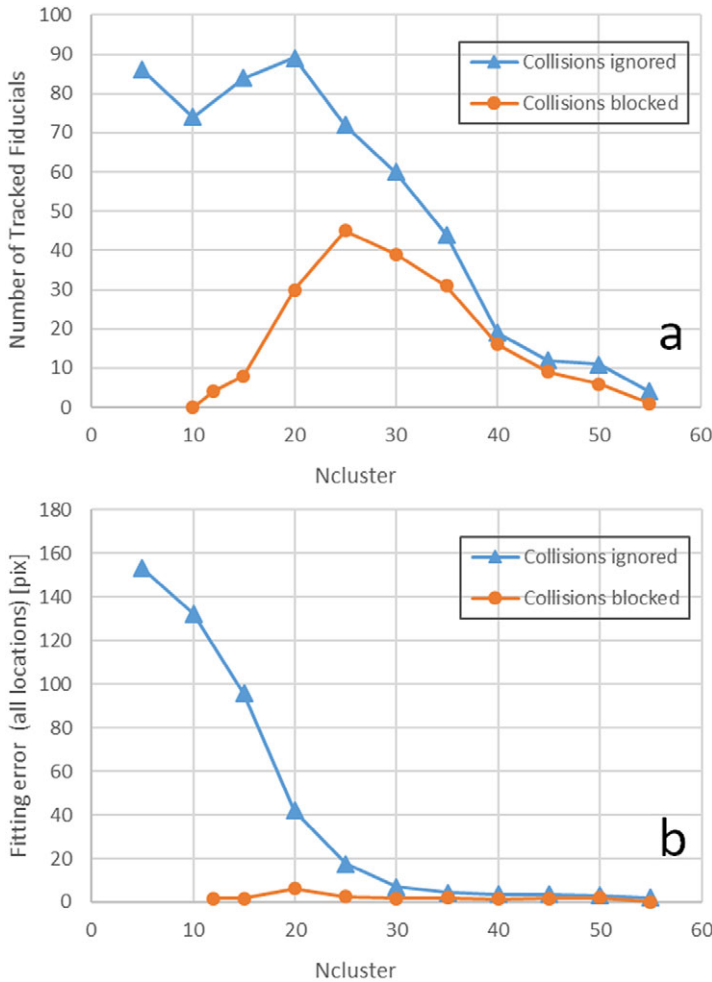 100
90
80
70
60
50
40
30
20
10
0
Number of Tracked Fiducials
Collisions ignored
Collisions blocked
a
0 10 20 30 40 50 60
Ncluster
180
160
140
120
100
80
60
40
20
0
Fitting error (all locations) [pix]
Collisions ignored
Collisions blocked
b
0 10 20 30 40 50 60
Ncluster